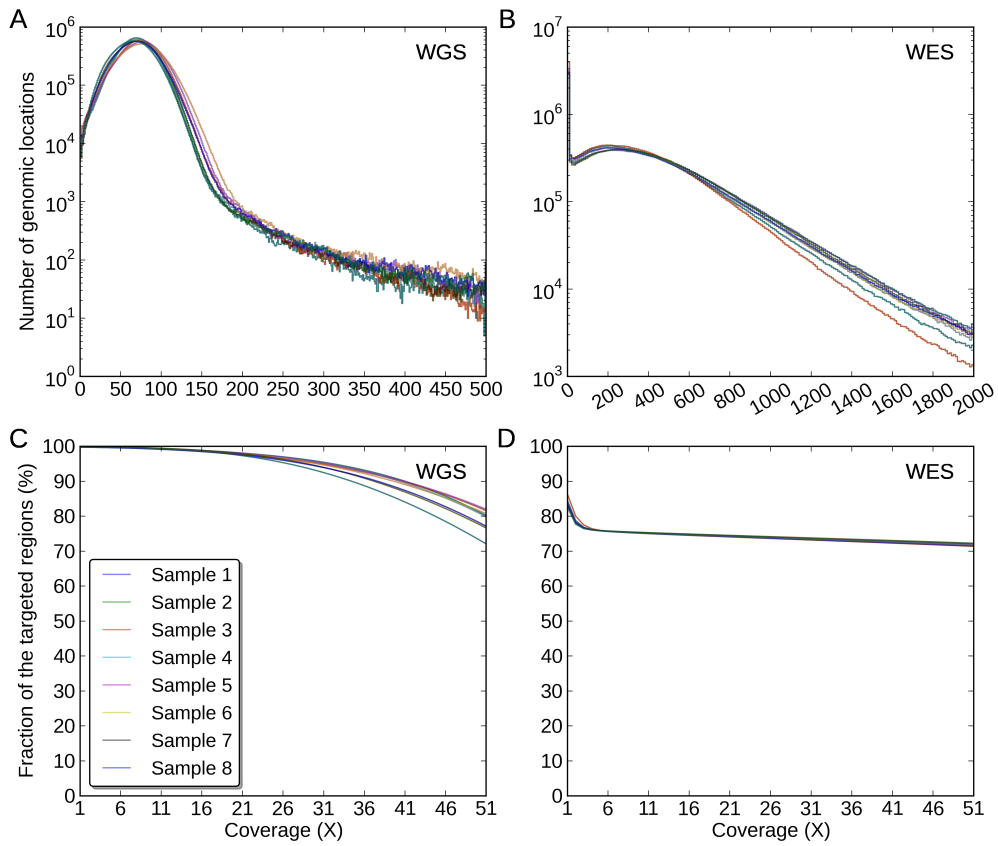 A
WGS
Number of genomic locations
10^6
10^5
10^4
10^3
10^2
10^1
10^0
0 50 100 150 200 250 300 350 400 450 500
B
WES
10^7
10^6
10^5
10^4
10^3
0 200 400 600 800 1000 1200 1400 1600 1800 2000
C
WGS
Fraction of the targeted regions (%)
100
90
80
70
60
50
40
30
20
10
0
Sample 1
Sample 2
Sample 3
Sample 4
Sample 5
Sample 6
Sample 7
Sample 8
1 6 11 16 21 26 31 36 41 46 51
Coverage (X)
D
WES
100
90
80
70
60
50
40
30
20
10
0
1 6 11 16 21 26 31 36 41 46 51
Coverage (X)